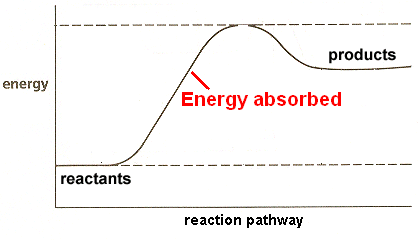 products
energy
Energy absorbed
reactants
reaction pathway